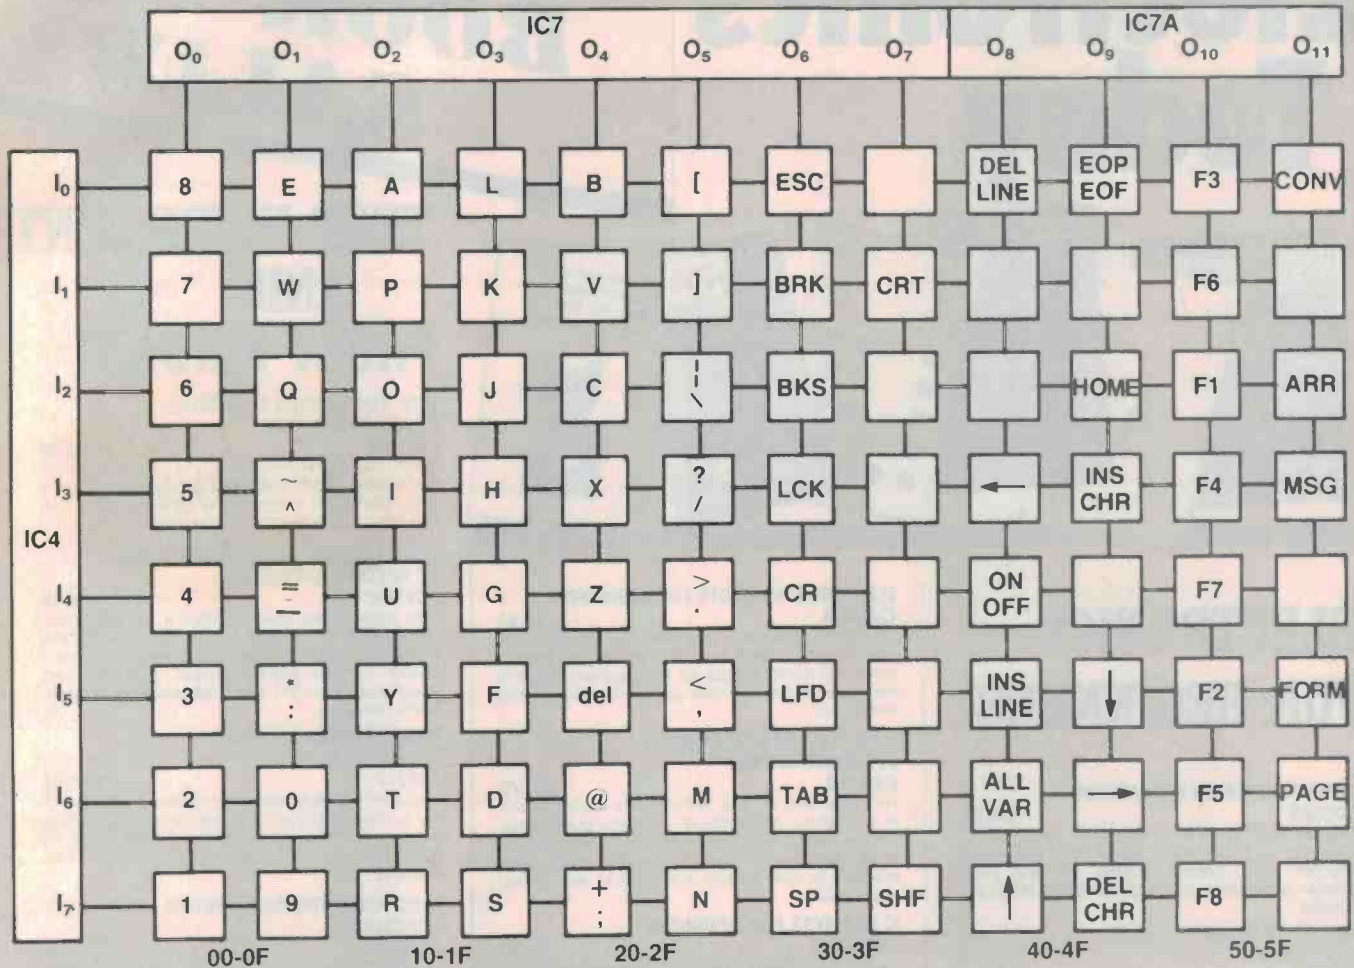 IC7 IC7A
O₀ O₁ O₂ O₃ O₄ O₅ O₆ O₇ O₈ O₉ O₁₀ O₁₁
I₀ 8 E A L B [ ESC DEL LINE EOP EOF F3 CONV
I₁ 7 W P K V ] BRK CRT F6
I₂ 6 Q O J C ¦ \ BKS HOME F1 ARR
I₃ 5 ~ ^ I H X ? / LCK ← INS CHR F4 MSG
IC4
I₄ 4 = - U G Z > . CR ON OFF F7
I₅ 3 * : Y F del < , LFD INS LINE ↓ F2 FORM
I₆ 2 0 T D @ M TAB ALL VAR → F5 PAGE
I₇ 1 9 R S + ; N SP SHF ↑ DEL CHR F8
00-0F 10-1F 20-2F 30-3F 40-4F 50-5F